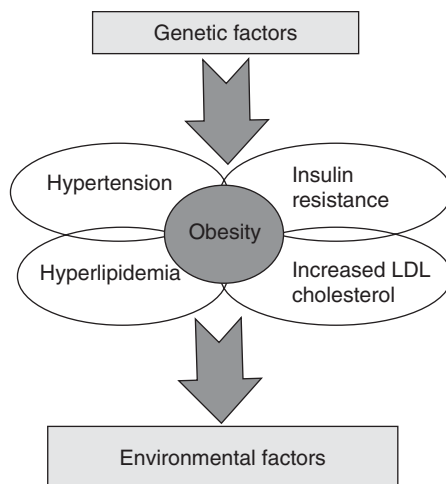 Genetic factors
Hypertension
Insulin
resistance
Obesity
Hyperlipidemia
Increased LDL
cholesterol
Environmental factors